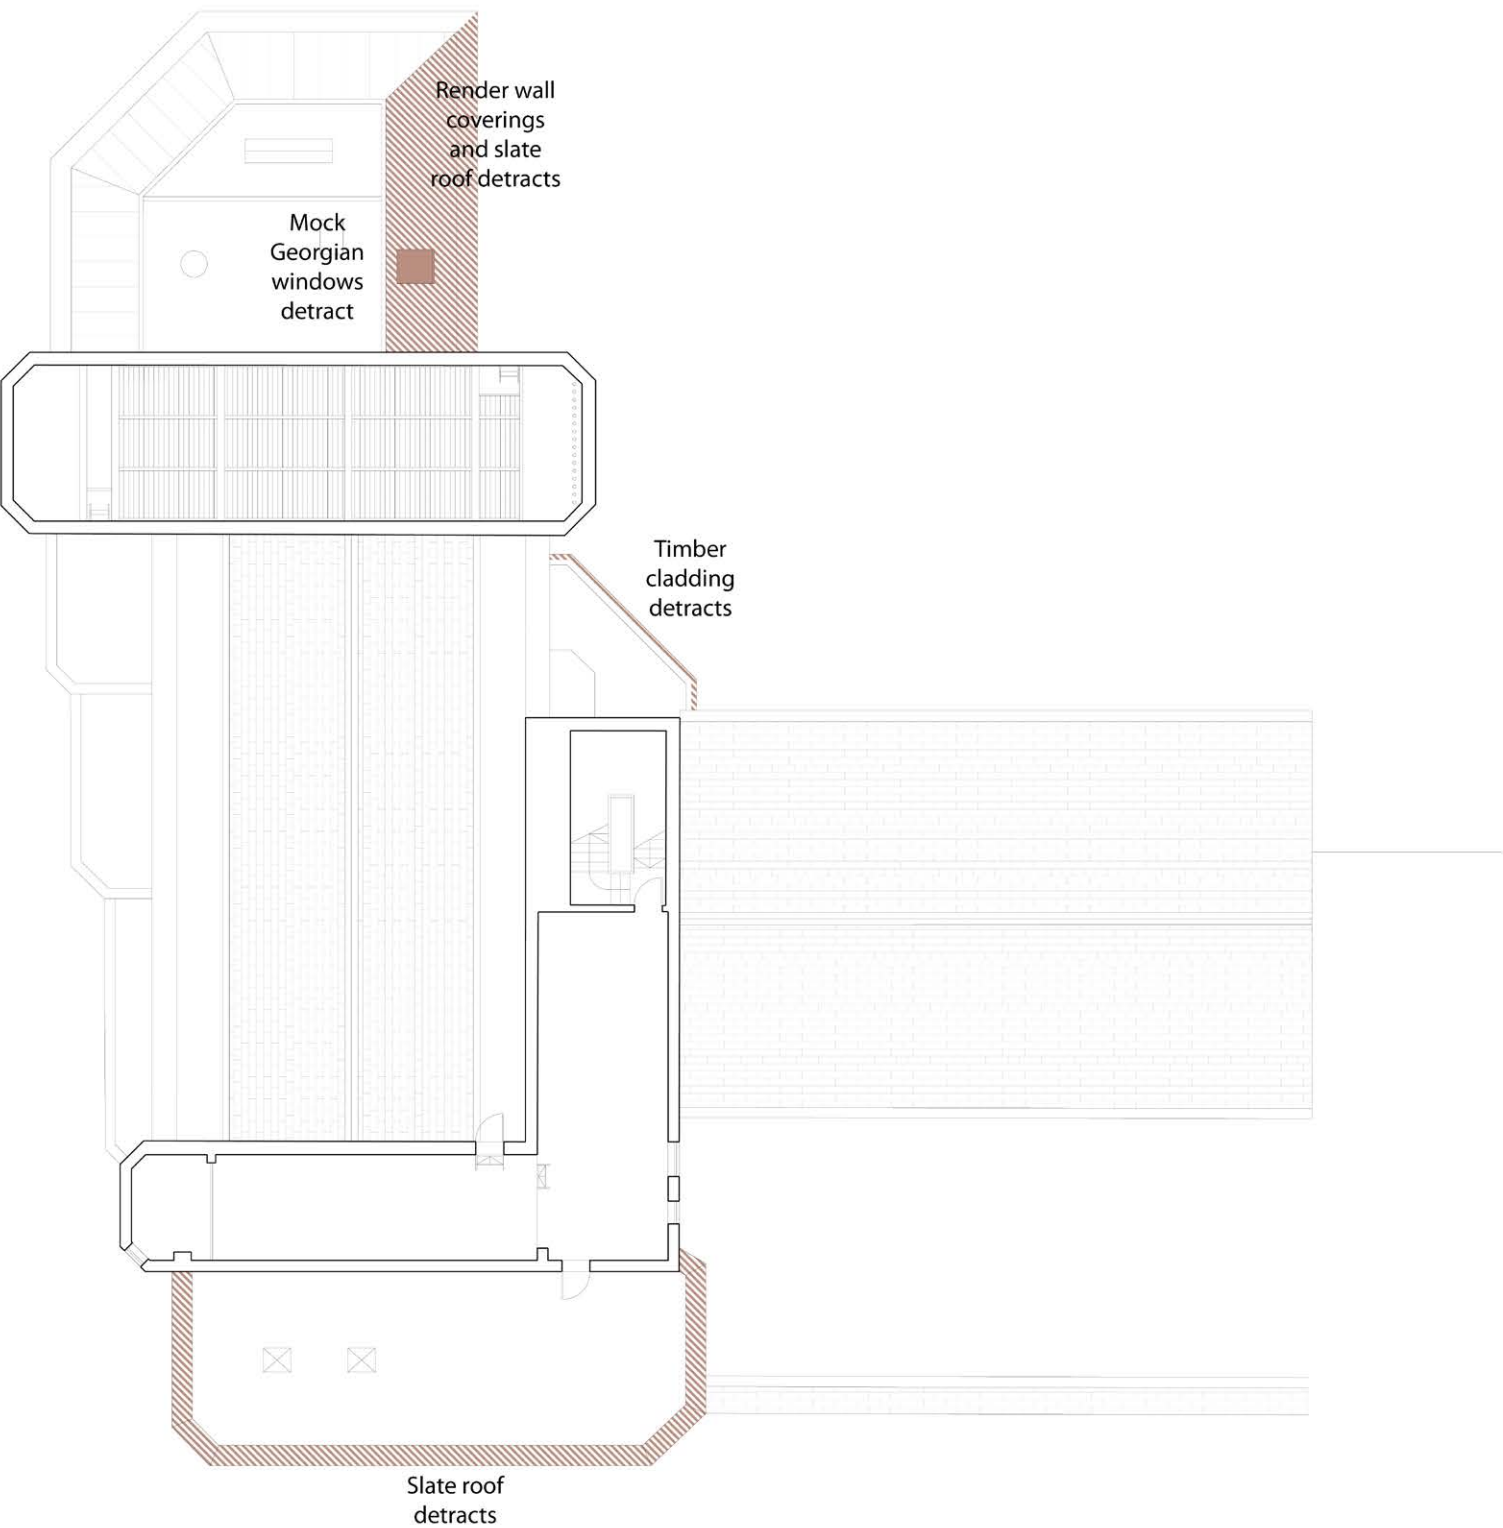 Render wall
coverings
and slate
roof detracts
Mock
Georgian
windows
detract
Timber
cladding
detracts
Slate roof
detracts